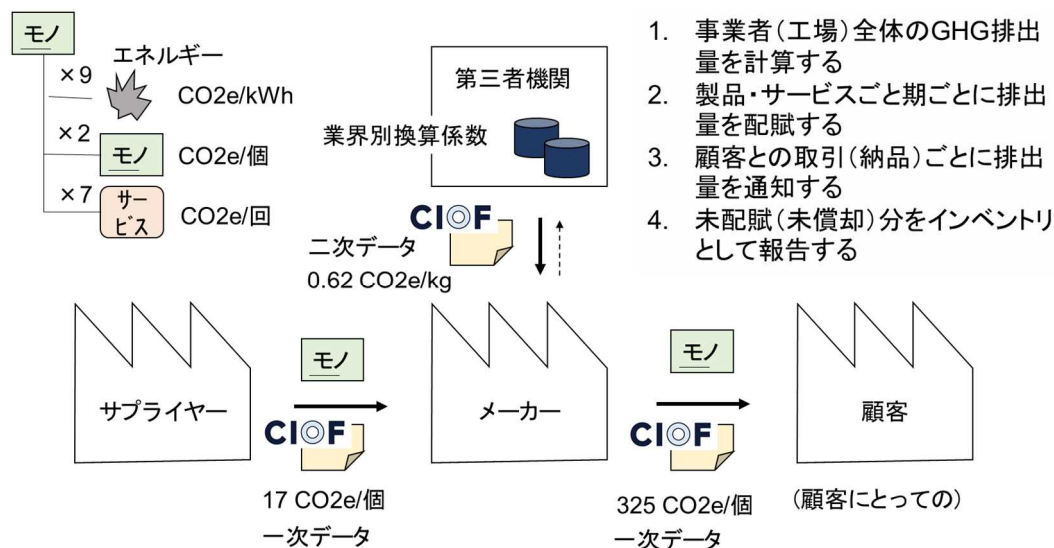 モノ
×9
エネルギー
CO2e/kWh
×2
モノ
CO2e/個
×7
サー
ビス
CO2e/回
第三者機関
業界別換算係数
CIOF
二次データ
0.62 CO2e/kg
1. 事業者(工場)全体のGHG排出
量を計算する
2. 製品・サービスごと期ごとに排出
量を配賦する
3. 顧客との取引(納品)ごとに排出
量を通知する
4. 未配賦(未償却)分をインベントリ
として報告する
サプライヤー
モノ
CIOF
17 CO2e/個
一次データ
メーカー
モノ
CIOF
325 CO2e/個
一次データ
顧客
(顧客にとっての)